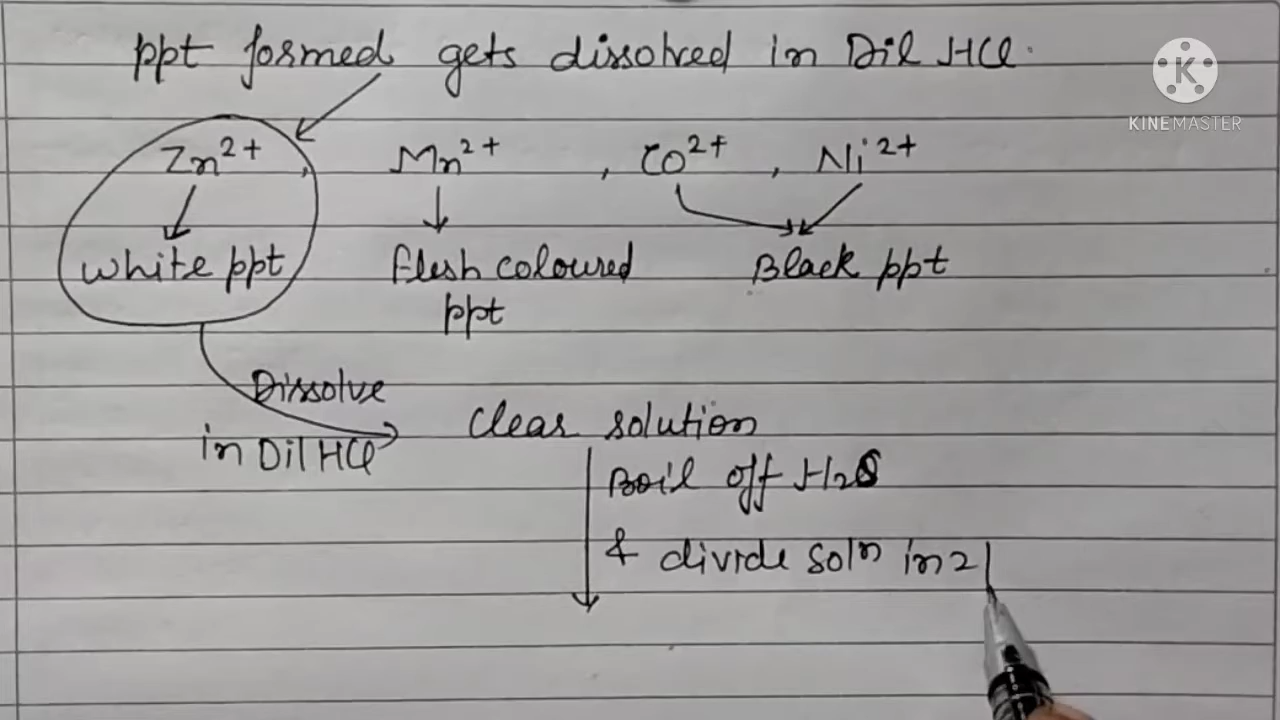 ppt formed gets dissolved in Dil HCl.
KINEMASTER
Zn2+, Mn2+, Co2+, Ni2+
White ppt Flesh coloured Black ppt
ppt
Dissolve
in Dil HCl Clear solution
Boil off H2S
& divide soln in 2